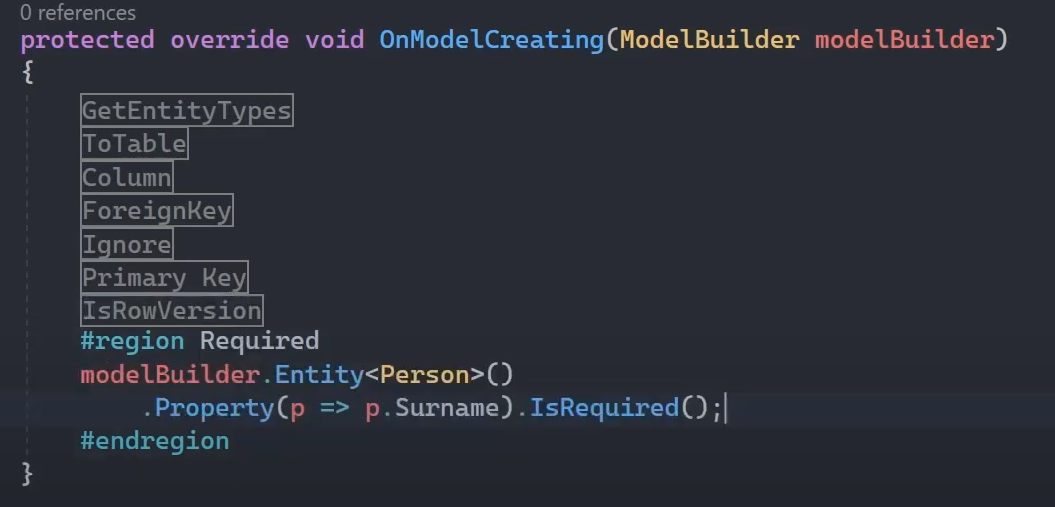 0 references
protected override void OnModelCreating(ModelBuilder modelBuilder)
{
GetEntityTypes
ToTable
Column
ForeignKey
Ignore
Primary Key
IsRowVersion
#region Required
modelBuilder.Entity<Person>()
.Property(p => p.Surname).IsRequired();
#endregion
}